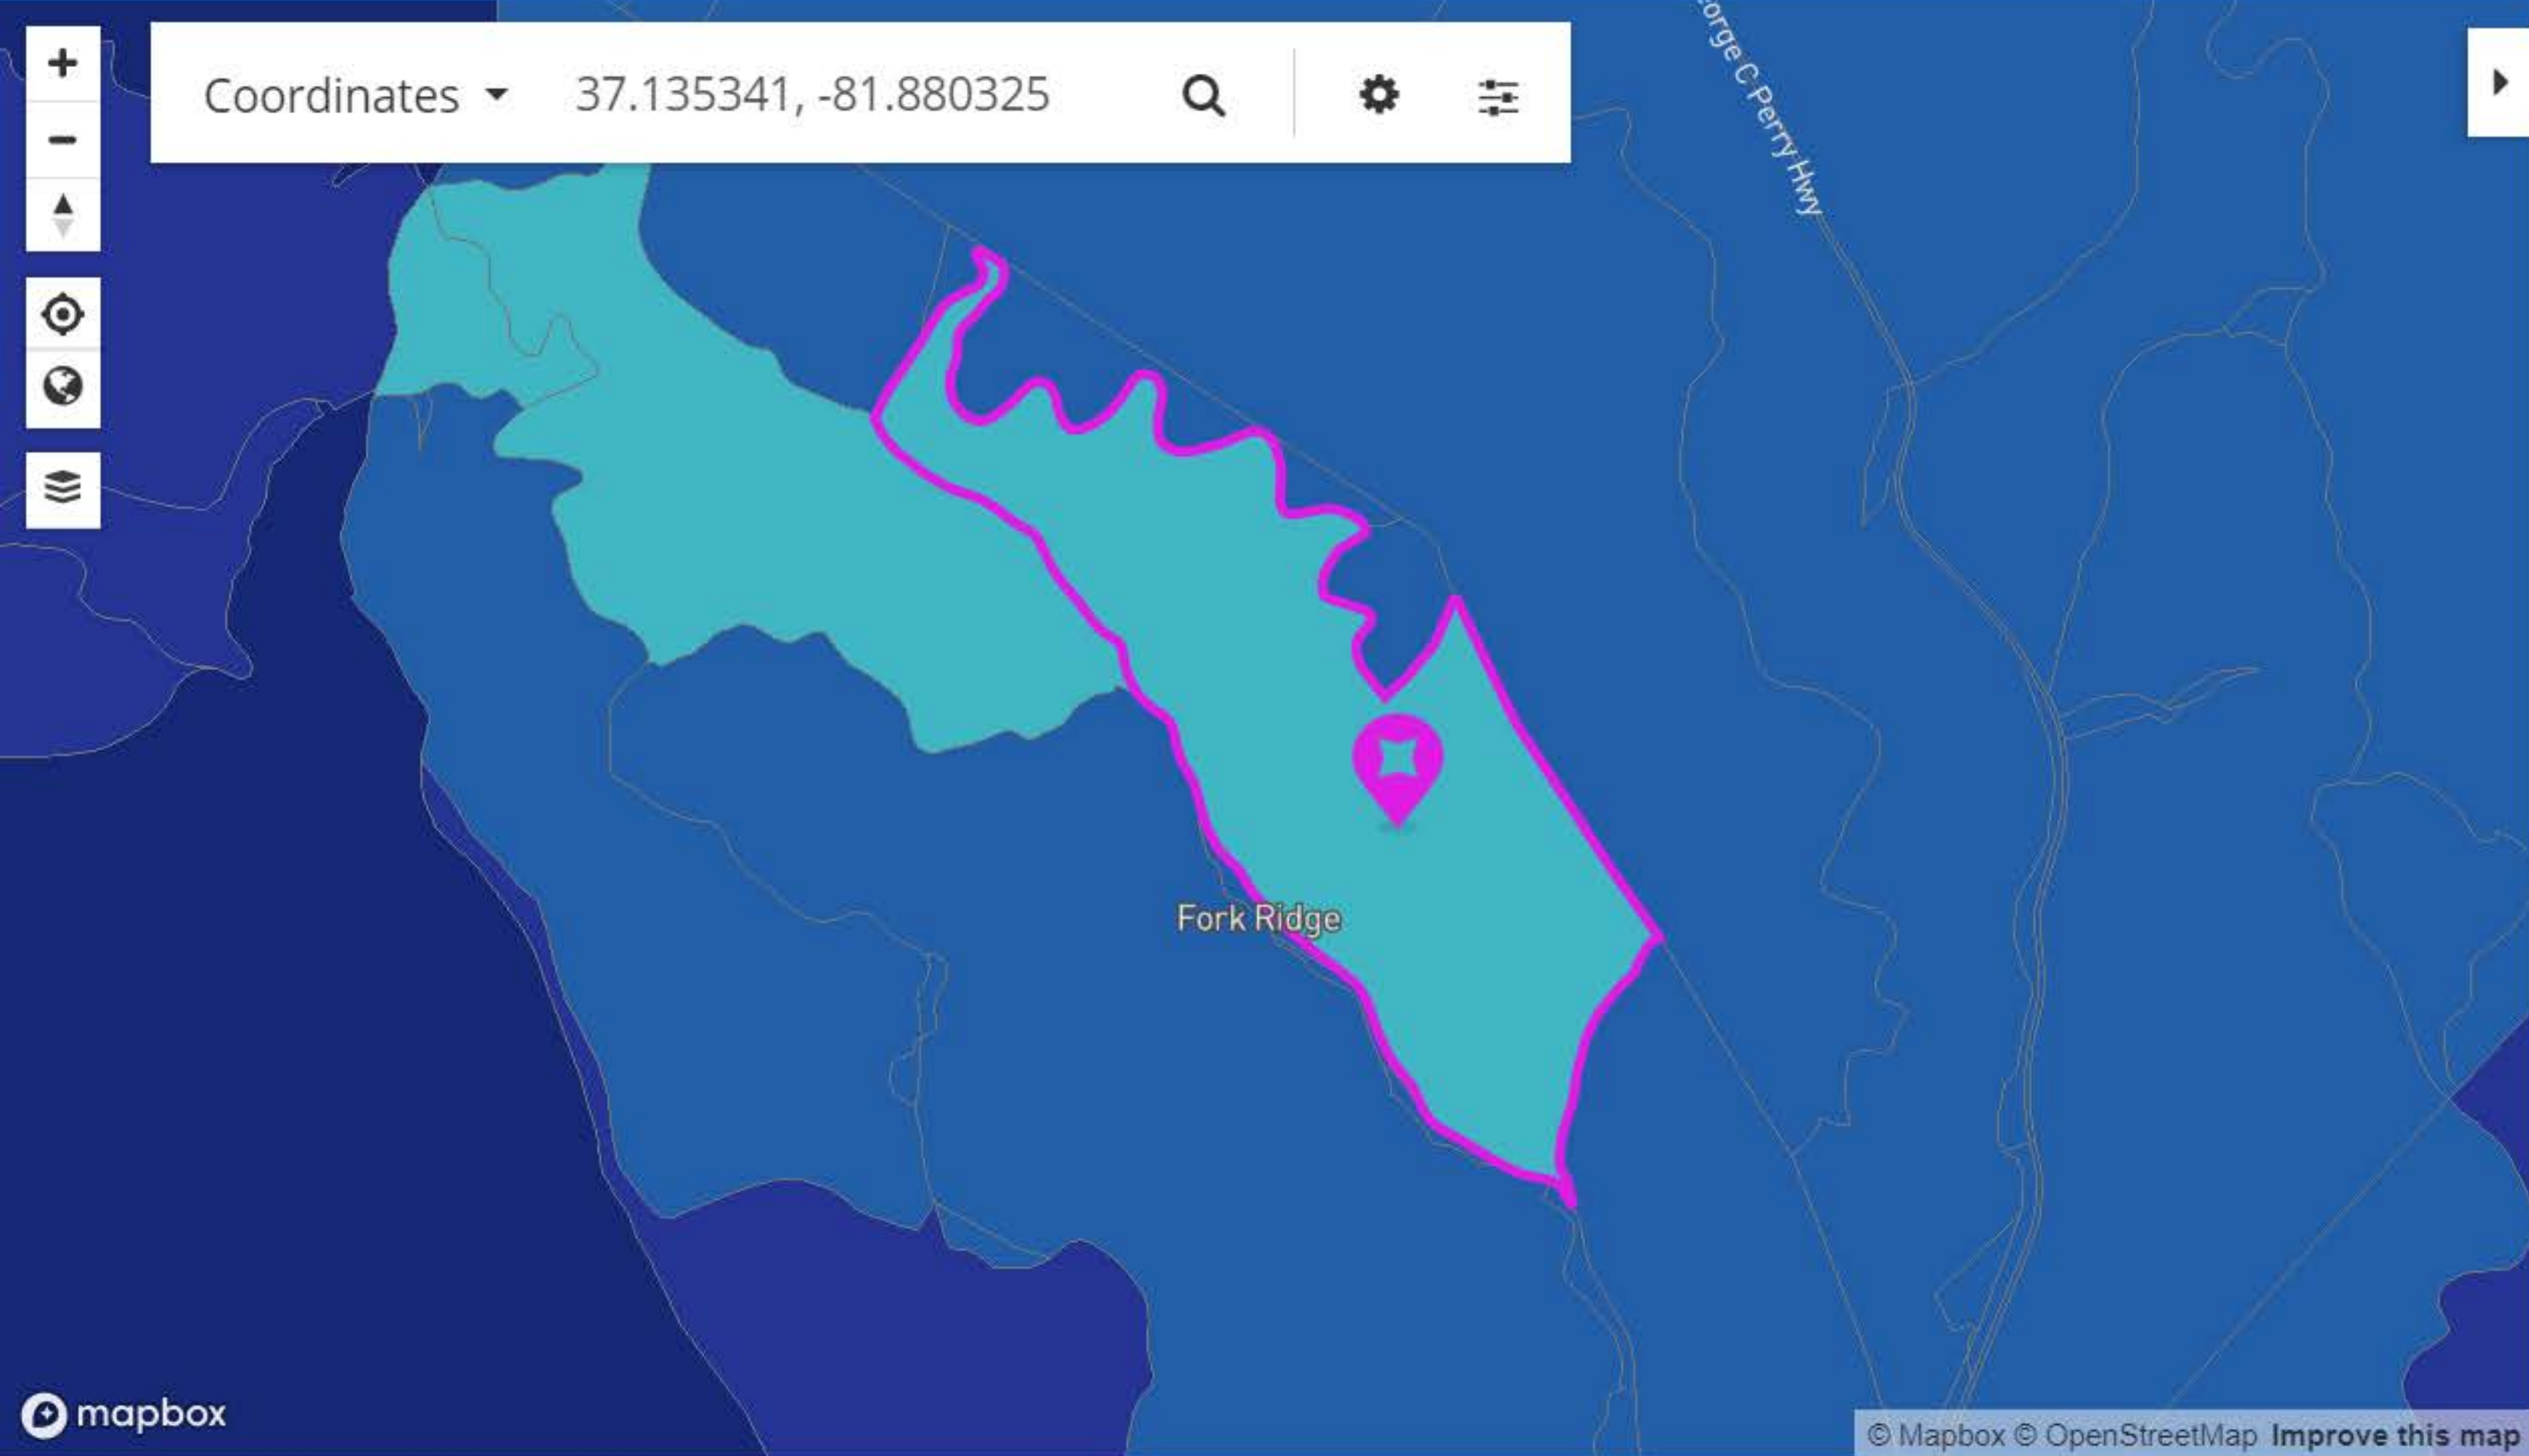 Coordinates 37.135341, -81.880325
orge C Perry Hwy
Fork Ridge
mapbox
© Mapbox © OpenStreetMap Improve this map